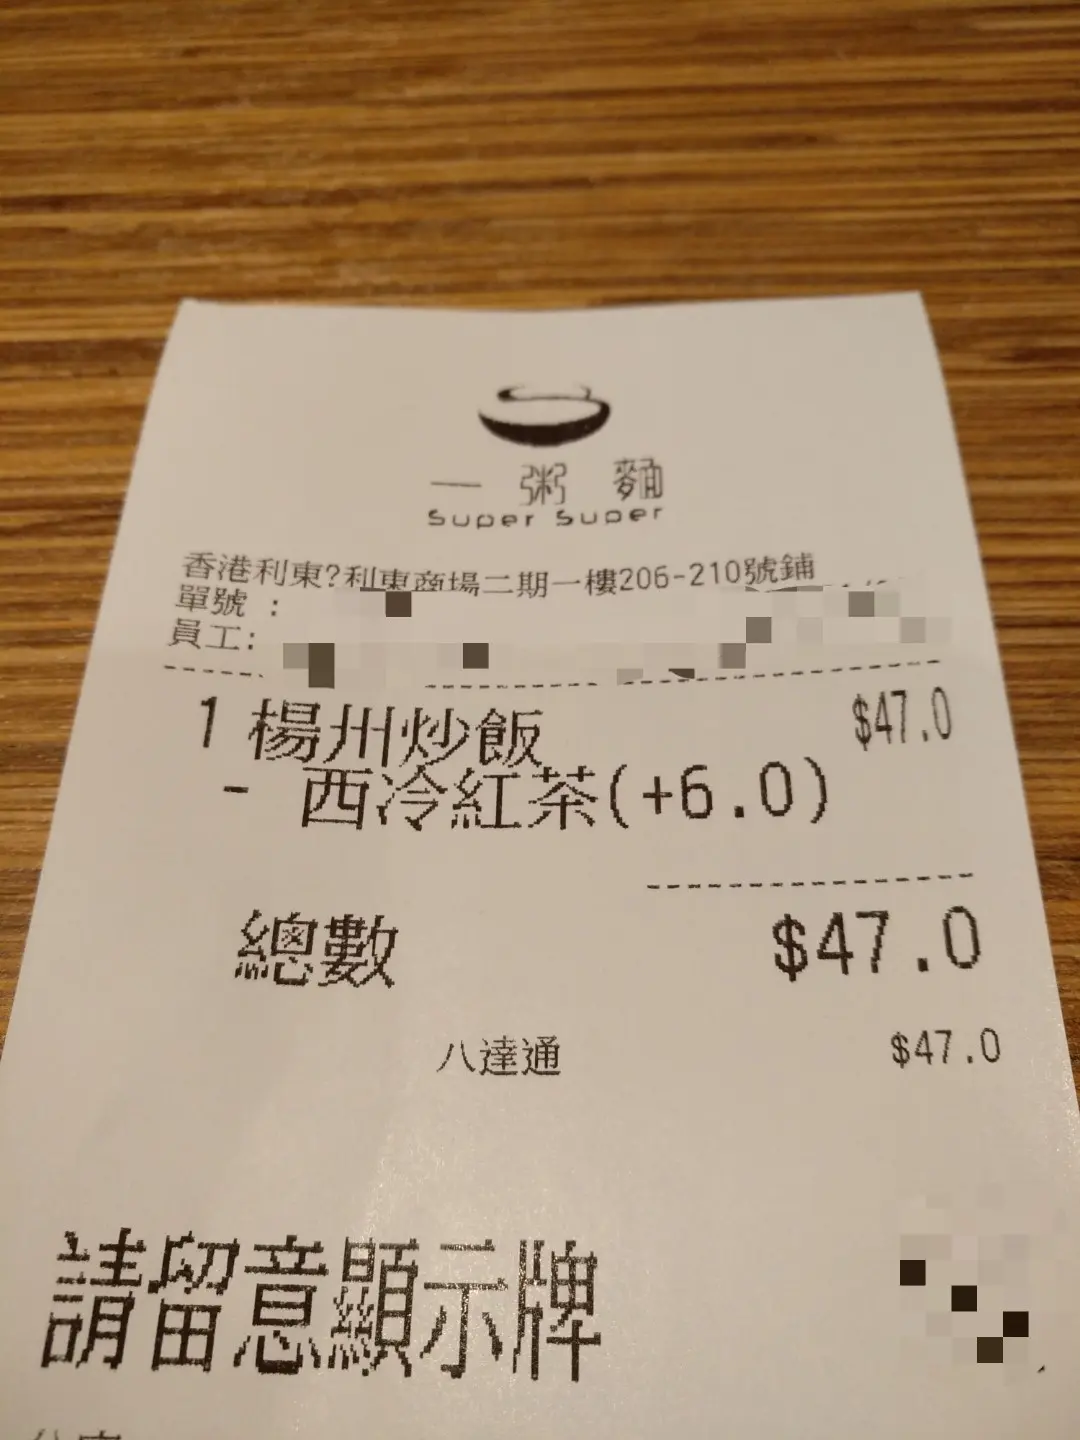 一粥麵
Super Super
香港利東?利東商場二期一樓206-210號鋪
單號 :
員工:
1 楊州炒飯 $47.0
- 西冷紅茶(+6.0)
總數 $47.0
八達通 $47.0
請留意顯示牌